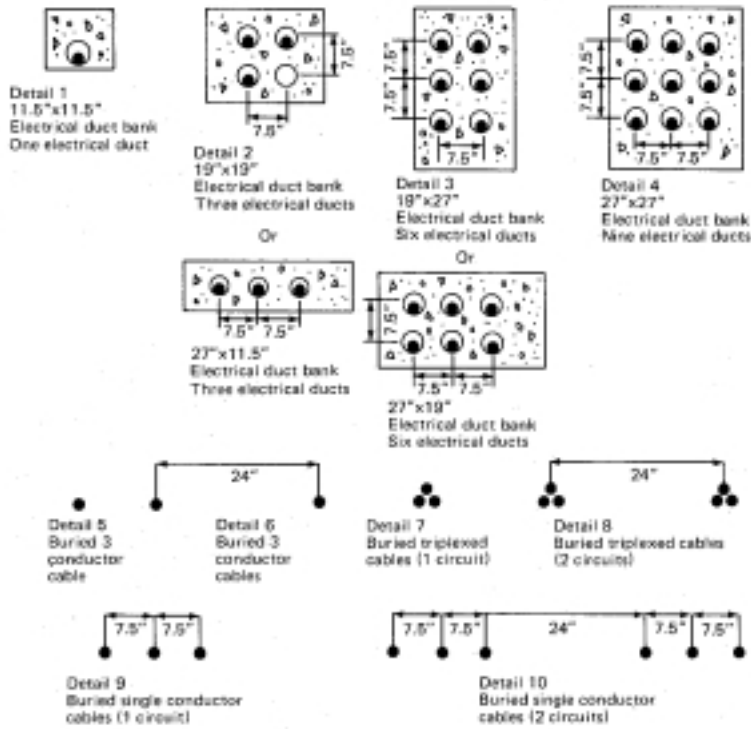 Detail 1
11.5"x11.5"
Electrical duct bank
One electrical duct
7.5"
7.5"
Detail 2
19"x19"
Electrical duct bank
Three electrical ducts
7.5"
7.5"
7.5"
Detail 3
19"x27"
Electrical duct bank
Six electrical ducts
7.5"
7.5"
7.5"
7.5"
Detail 4
27"x27"
Electrical duct bank
Nine electrical ducts
Or
7.5"
7.5"
27"x11.5"
Electrical duct bank
Three electrical ducts
Or
7.5"
7.5"
7.5"
27"x19"
Electrical duct bank
Six electrical ducts
24"
24"
Detail 5
Buried 3
conductor
cable
Detail 6
Buried 3
conductor
cables
Detail 7
Buried triplexed
cables (1 circuit)
Detail 8
Buried triplexed cables
(2 circuits)
7.5"
7.5"
7.5"
7.5"
24"
7.5"
7.5"
Detail 9
Buried single conductor
cables (1 circuit)
Detail 10
Buried single conductor
cables (2 circuits)